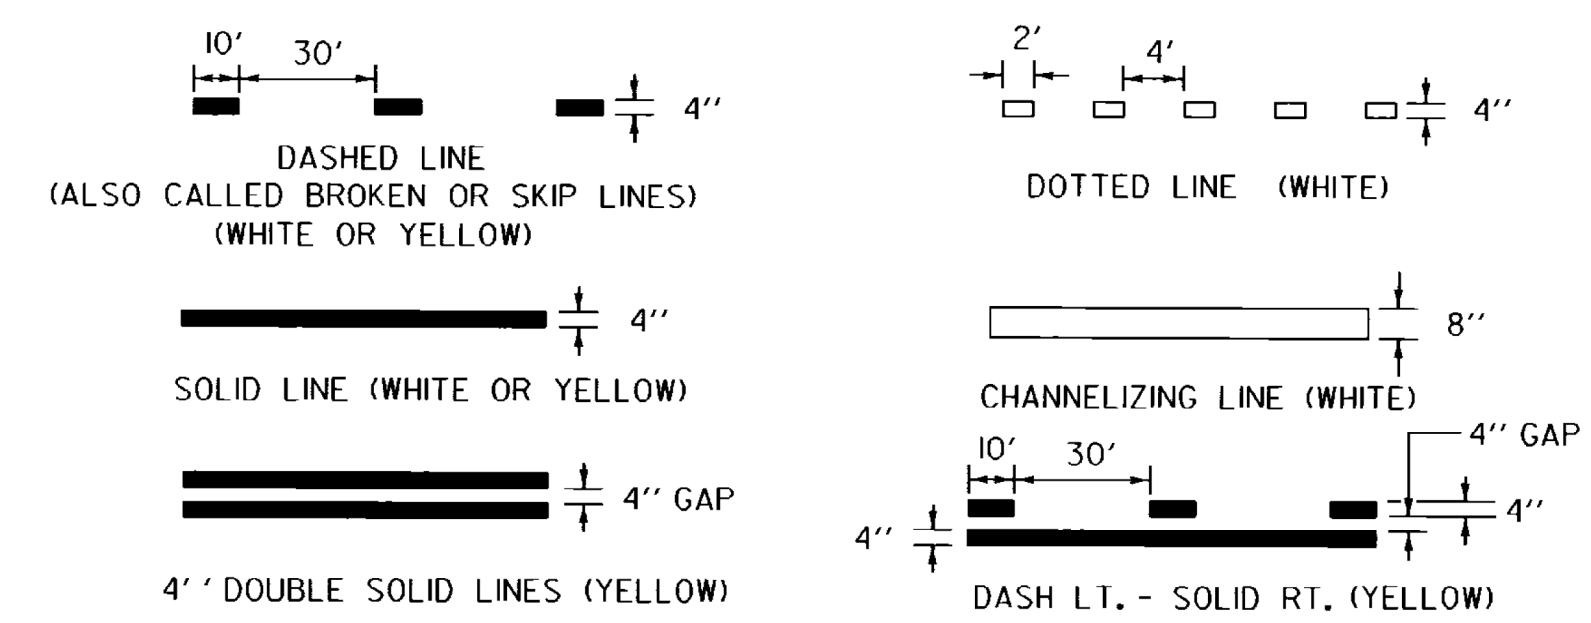 10' 30'
4''
DASHED LINE
(ALSO CALLED BROKEN OR SKIP LINES)
(WHITE OR YELLOW)
2' 4'
4''
DOTTED LINE (WHITE)
4''
SOLID LINE (WHITE OR YELLOW)
8''
CHANNELIZING LINE (WHITE)
4'' GAP
4'' DOUBLE SOLID LINES (YELLOW)
10' 30'
4'' GAP
4''
4''
DASH LT. - SOLID RT. (YELLOW)